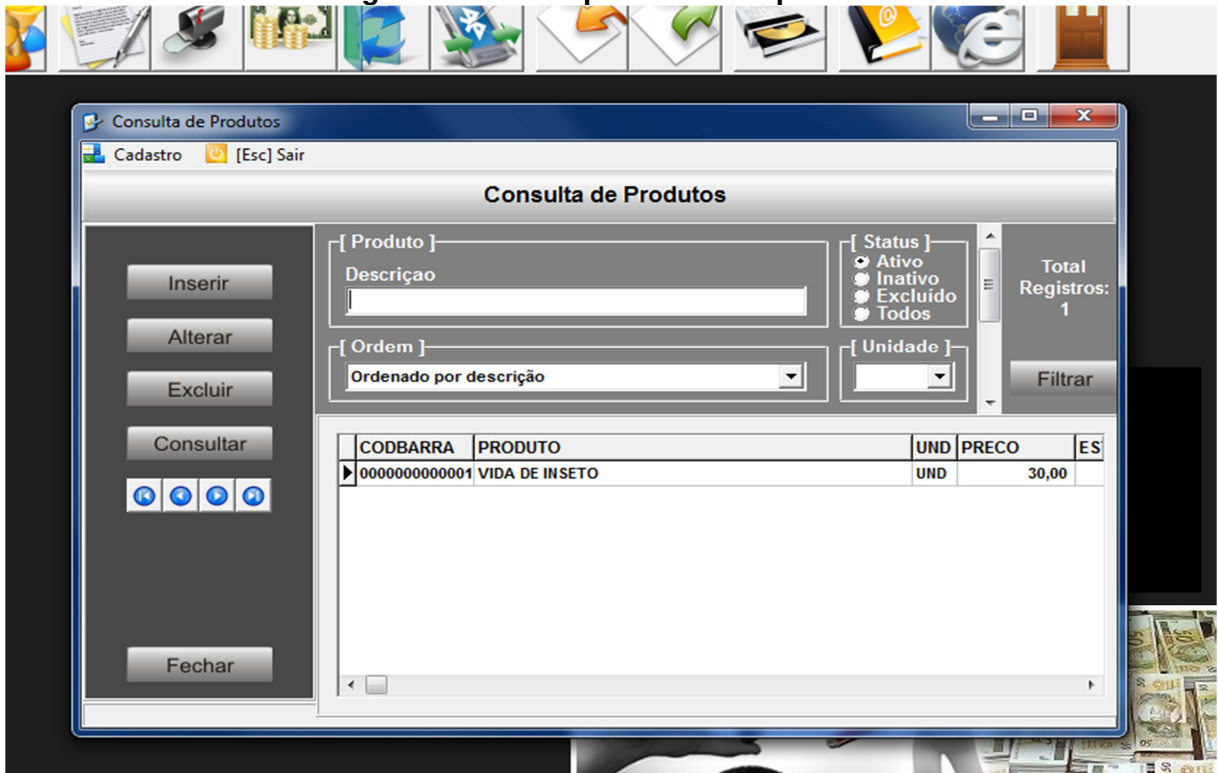 Consulta de Produtos
Cadastro [Esc] Sair
Consulta de Produtos
Inserir
Alterar
Excluir
Consultar
Fechar
[ Produto ]
Descriçao
[ Status ]
Ativo
Inativo
Excluído
Todos
[ Ordem ]
Ordenado por descrição
[ Unidade ]
Total
Registros:
1
Filtrar
CODBARRA PRODUTO UND PRECO ES
0000000000001 VIDA DE INSETO UND 30,00